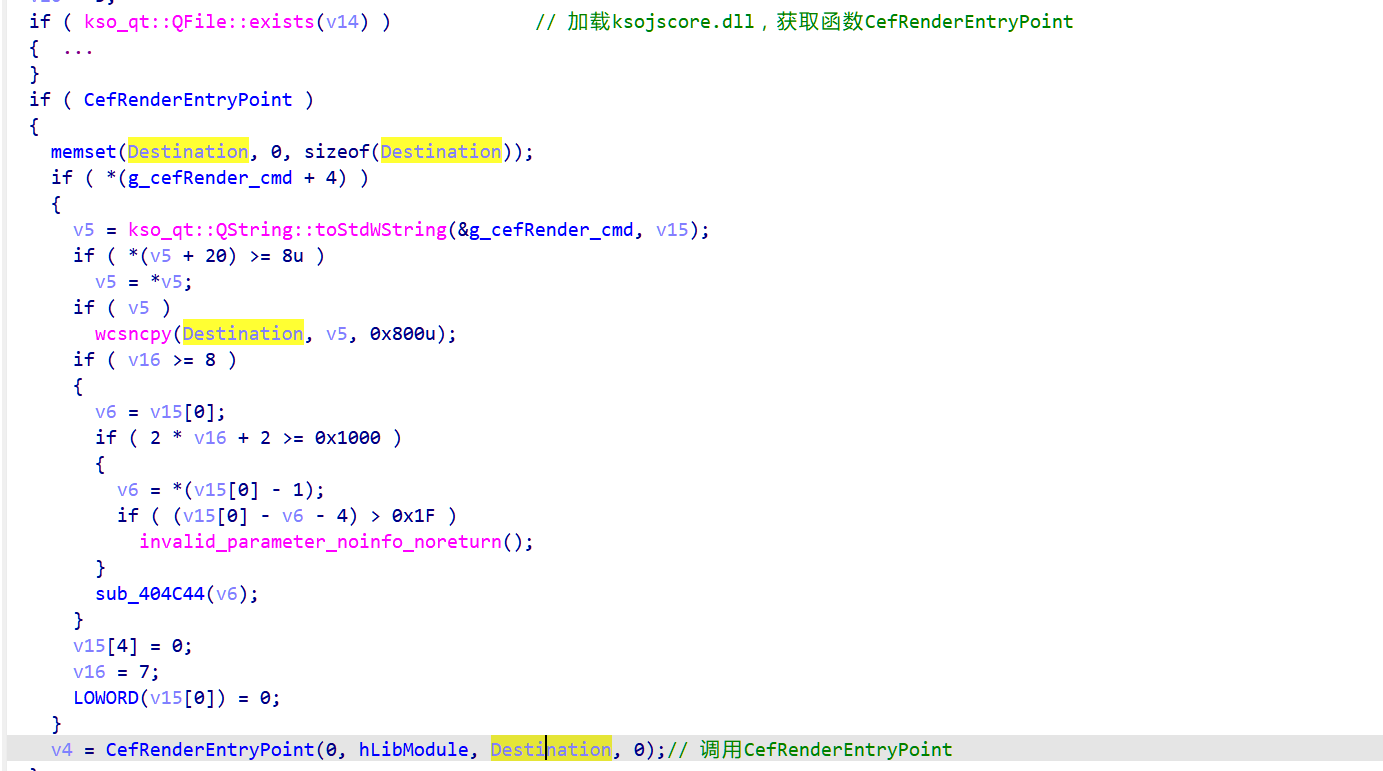 if ( kso_qt::QFile::exists(v14) ) // 加载ksojscore.dll，获取函数CefRenderEntryPoint
{ ...
}
if ( CefRenderEntryPoint )
{
memset(Destination, 0, sizeof(Destination));
if ( *(g_cefRender_cmd + 4) )
{
v5 = kso_qt::QString::toStdWString(&g_cefRender_cmd, v15);
if ( *(v5 + 20) >= 8u )
v5 = *v5;
if ( v5 )
wcsncpy(Destination, v5, 0x800u);
if ( v16 >= 8 )
{
v6 = v15[0];
if ( 2 * v16 + 2 >= 0x1000 )
{
v6 = *(v15[0] - 1);
if ( (v15[0] - v6 - 4) > 0x1F )
invalid_parameter_noinfo_noreturn();
}
sub_404C44(v6);
}
v15[4] = 0;
v16 = 7;
LOWORD(v15[0]) = 0;
}
v4 = CefRenderEntryPoint(0, hLibModule, Destination, 0);// 调用CefRenderEntryPoint